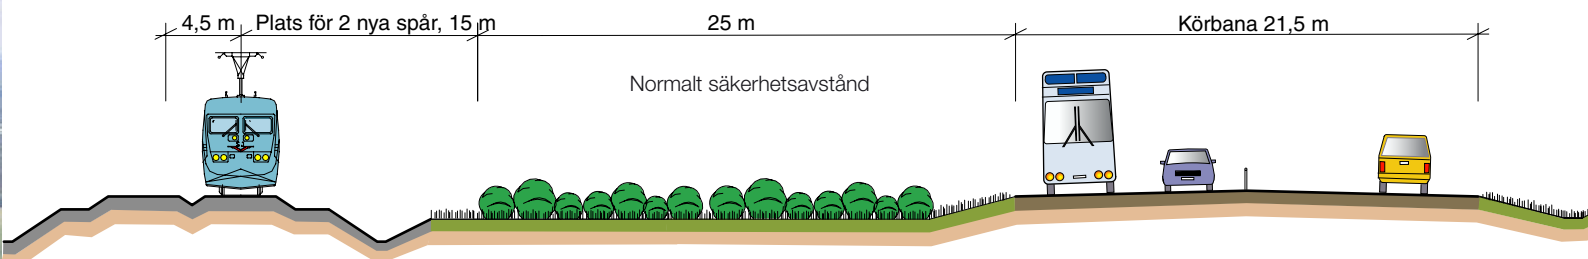 4,5 m
Plats för 2 nya spår, 15 m
25 m
Körbana 21,5 m
Normalt säkerhetsavstånd